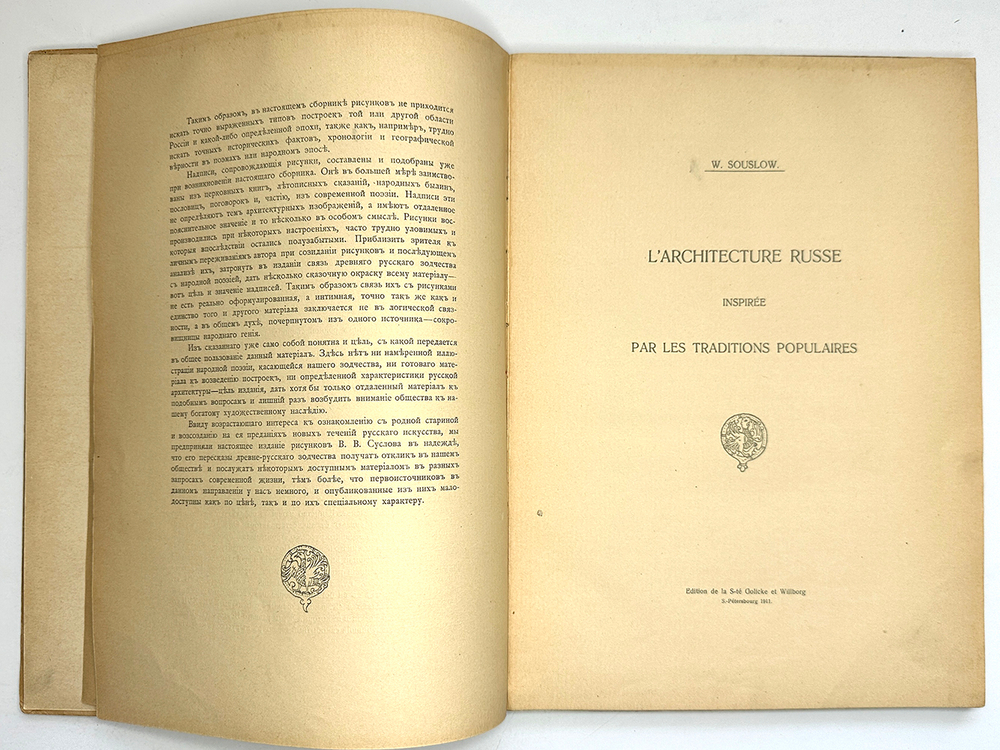 Такимъ образомъ, въ настоящемъ сборникѣ рисунковъ не приходится
искать точно выраженныхъ типовъ построекъ той или другой области
Россіи и какой-либо опредѣленной эпохи, также какъ, напримѣръ, трудно
искать точныхъ историческихъ фактовъ, хронологіи и географической
вѣрности въ поэмахъ или народномъ эпосѣ.
Надписи, сопровождающія рисунки, составлены и подобраны уже
при возникновеніи настоящаго сборника. Онѣ въ большей мѣрѣ заимство-
ваны изъ церковныхъ книгъ, лѣтописныхъ сказаній, народныхъ былинъ,
пословицъ, поговорокъ и, частію, изъ современной поэзіи. Надписи эти
не опредѣляютъ темъ архитектурныхъ изображеній, а имѣютъ отдаленное
пояснительное значеніе и то нѣсколько въ особомъ смыслѣ. Рисунки вос-
производились при нѣкоторыхъ настроеніяхъ, часто трудно уловимыхъ и
которыя впослѣдствіи остались полузабытыми. Приблизить зрителя къ
личнымъ переживаніямъ автора при созиданіи рисунковъ и послѣдующемъ
анализѣ ихъ, затронуть въ изданіи связь древняго русскаго зодчества
съ народной поэзіей, дать нѣсколько сказочную окраску всему матеріалу—
вотъ цѣль и значеніе надписей. Такимъ образомъ связь ихъ съ рисунками
не есть реально оформулированная, а интимная, точно такъ же какъ и
единство того и другого матеріала заключается не въ логической связ-
ности, а въ общемъ духѣ, почерпнутомъ изъ одного источника—сокро-
вищницы народнаго генія.
Изъ сказаннаго уже само собой понятна и цѣль, съ какой передается
въ общее пользованіе данный матеріалъ. Здѣсь нѣтъ ни намѣренной иллю-
страціи народной поэзіи, касающейся нашего зодчества, ни готоваго мате-
ріала къ возведенію построекъ, ни опредѣленной характеристики русской
архитектуры—цѣль изданія, дать хотя бы только отдаленный матеріалъ къ
подобнымъ вопросамъ и лишній разъ возбудить вниманіе общества къ на-
шему богатому художественному наслѣдію.
Ввиду возрастающаго интереса къ ознакомленію съ родной стариной
и возсозданію на ея преданіяхъ новыхъ теченій русскаго искусства, мы
предприняли настоящее изданіе рисунковъ В. В. Суслова въ надеждѣ,
что его пересказы древне-русскаго зодчества получатъ откликъ въ нашемъ
обществѣ и послужатъ нѣкоторымъ доступнымъ матеріаломъ въ разныхъ
вопросахъ современной жизни, тѣмъ болѣе, что первоисточниковъ въ
данномъ направленіи у насъ немного, и опубликованные изъ нихъ мало-
доступны какъ по цѣнѣ, такъ и по ихъ спеціальному характеру.
W. SOUSLOW.
L'ARCHITECTURE RUSSE
INSPIRÉE
PAR LES TRADITIONS POPULAIRES
Edition de la S-té Golicke et Willborg
S.-Pétersbourg 1911.